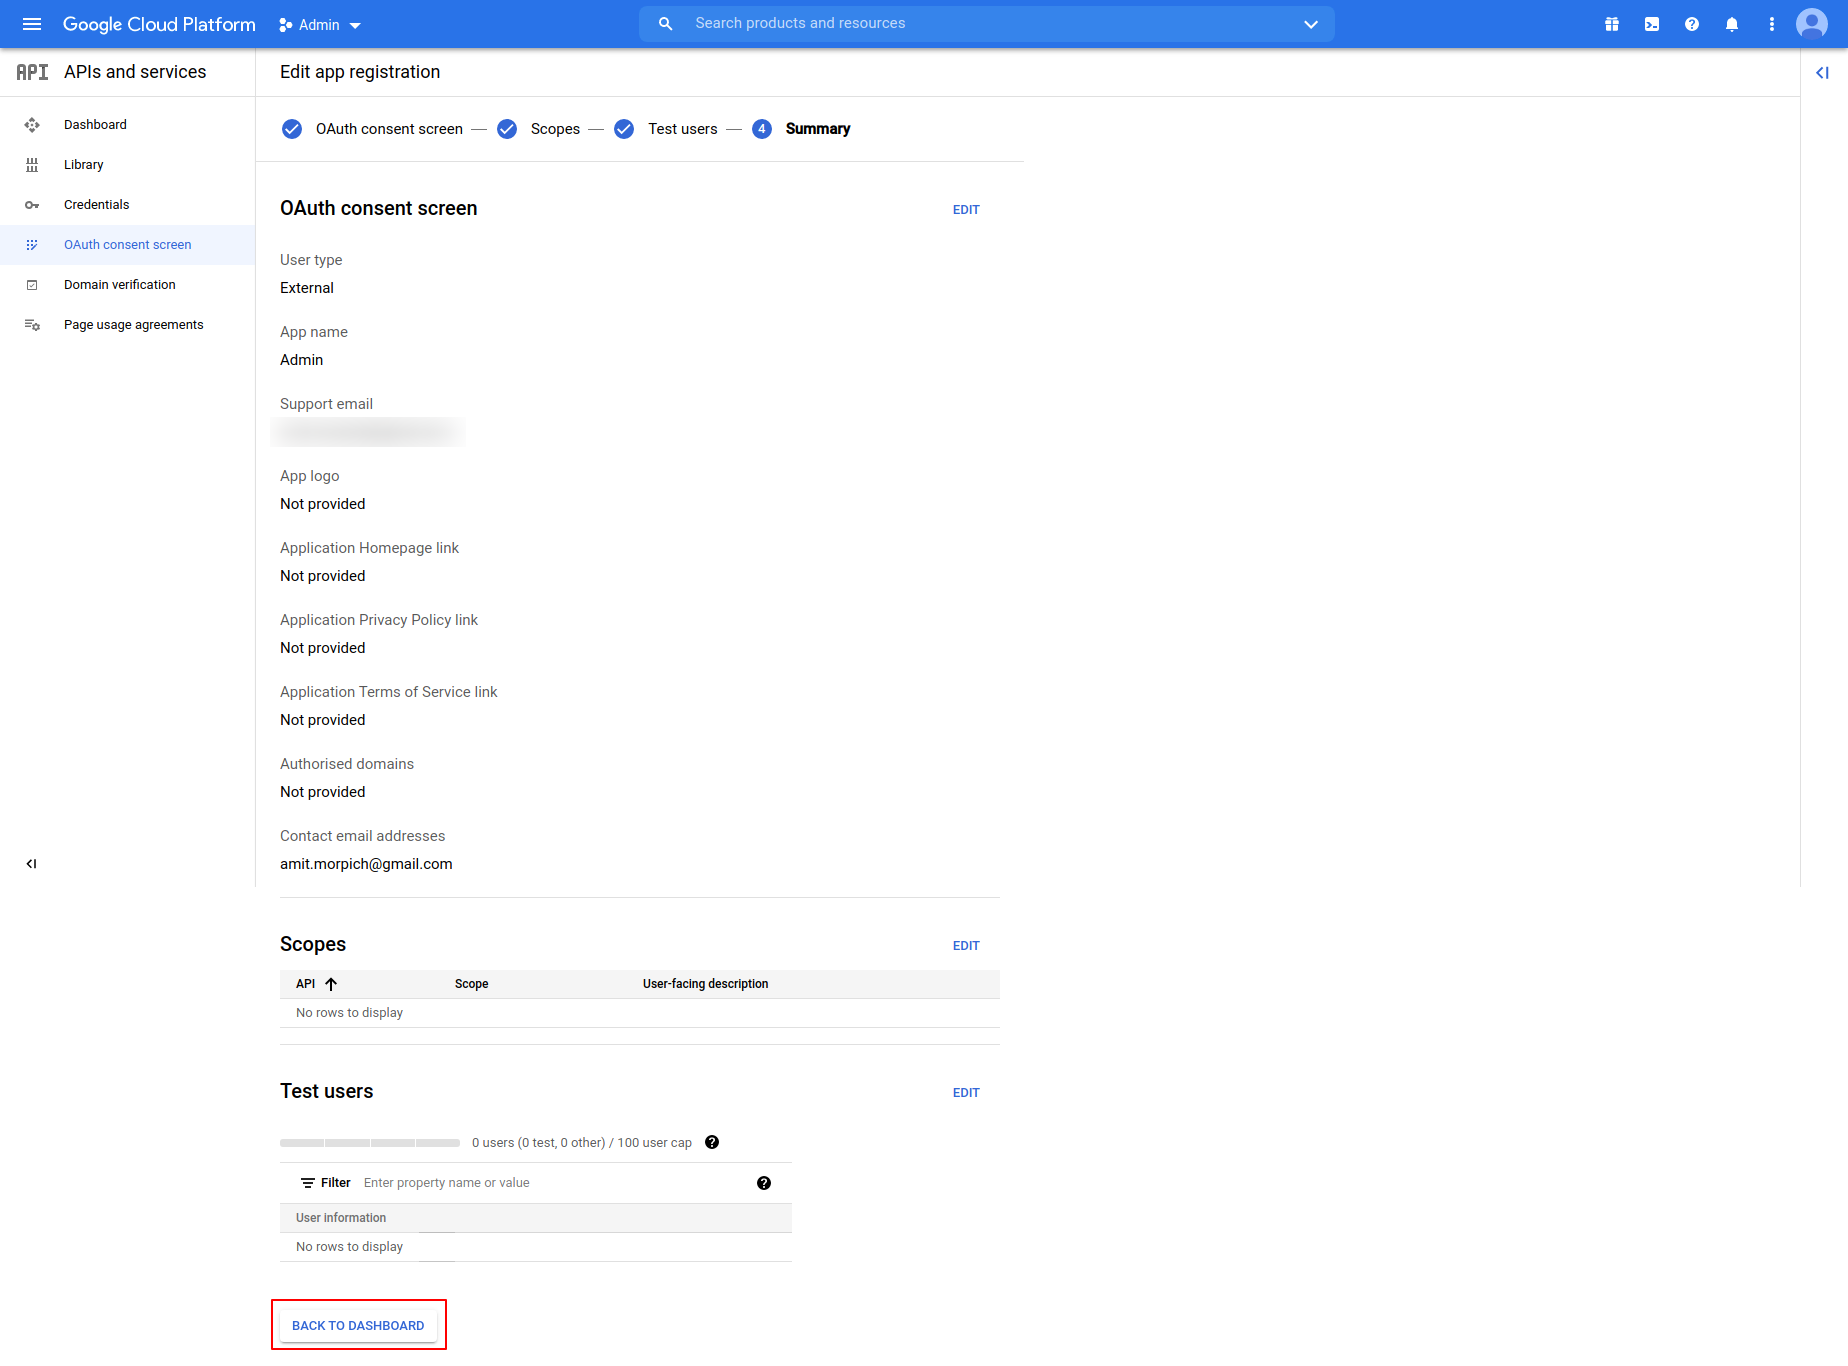 Google Cloud Platform
Admin
Search products and resources
API
APIs and services
Edit app registration
Dashboard
Library
Credentials
OAuth consent screen
Domain verification
Page usage agreements
OAuth consent screen
Scopes
Test users
4
Summary
OAuth consent screen
EDIT
User type
External
App name
Admin
Support email
App logo
Not provided
Application Homepage link
Not provided
Application Privacy Policy link
Not provided
Application Terms of Service link
Not provided
Authorised domains
Not provided
Contact email addresses
amit.morpich@gmail.com
Scopes
EDIT
API
Scope
User-facing description
No rows to display
Test users
EDIT
0 users (0 test, 0 other) / 100 user cap
Filter
Enter property name or value
User information
No rows to display
BACK TO DASHBOARD